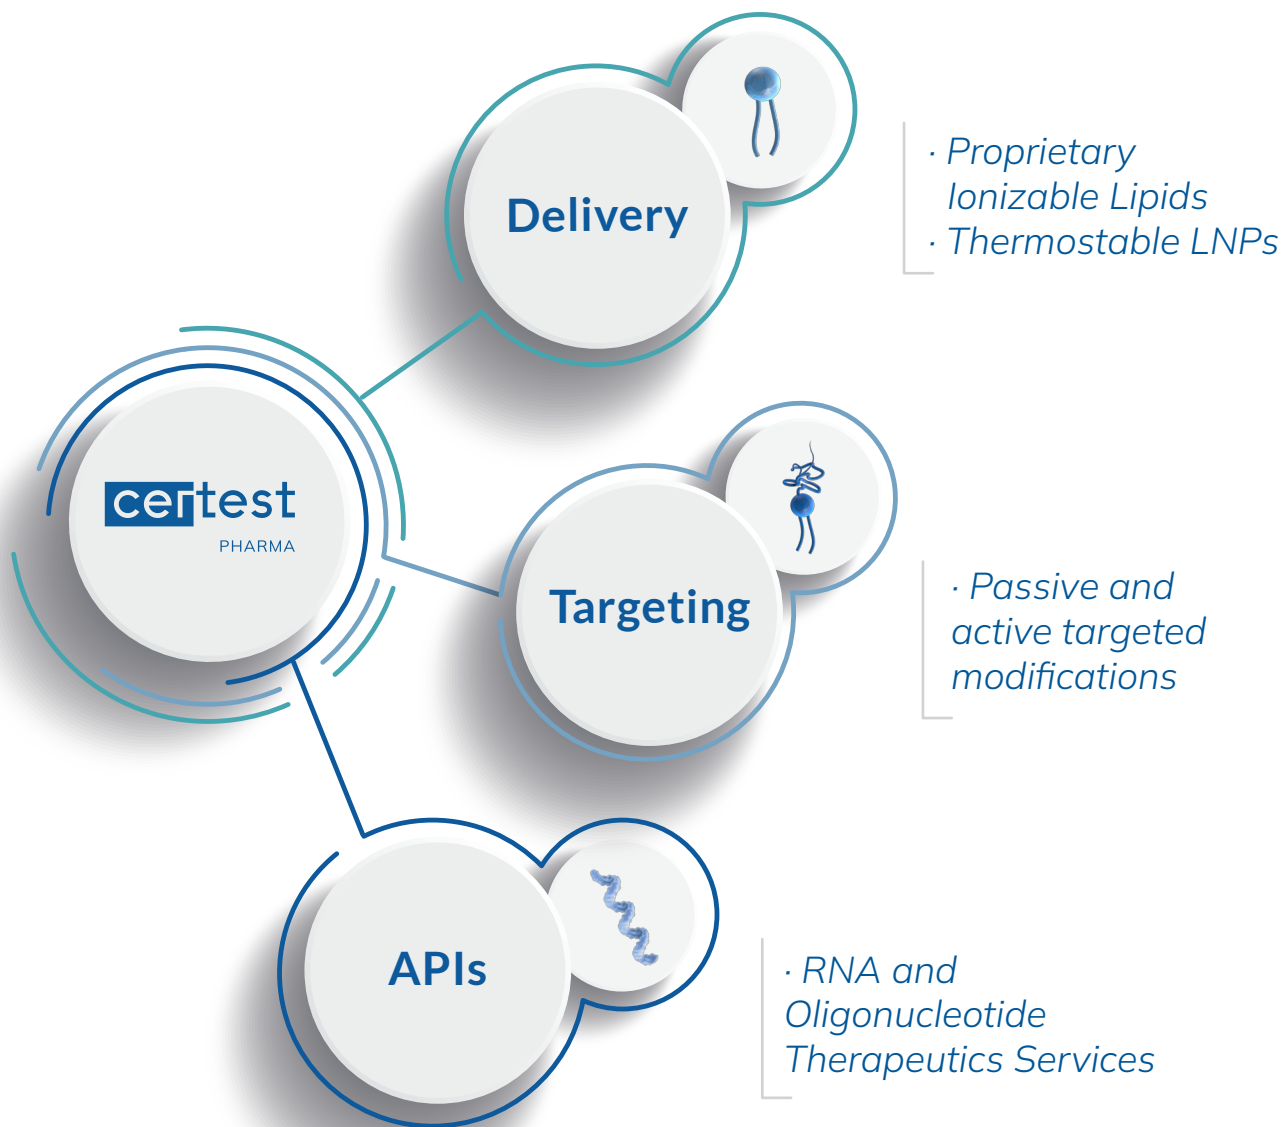 Delivery
· Proprietary
Ionizable Lipids
· Thermostable LNPs
certest
PHARMA
Targeting
· Passive and
active targeted
modifications
APIs
· RNA and
Oligonucleotide
Therapeutics Services